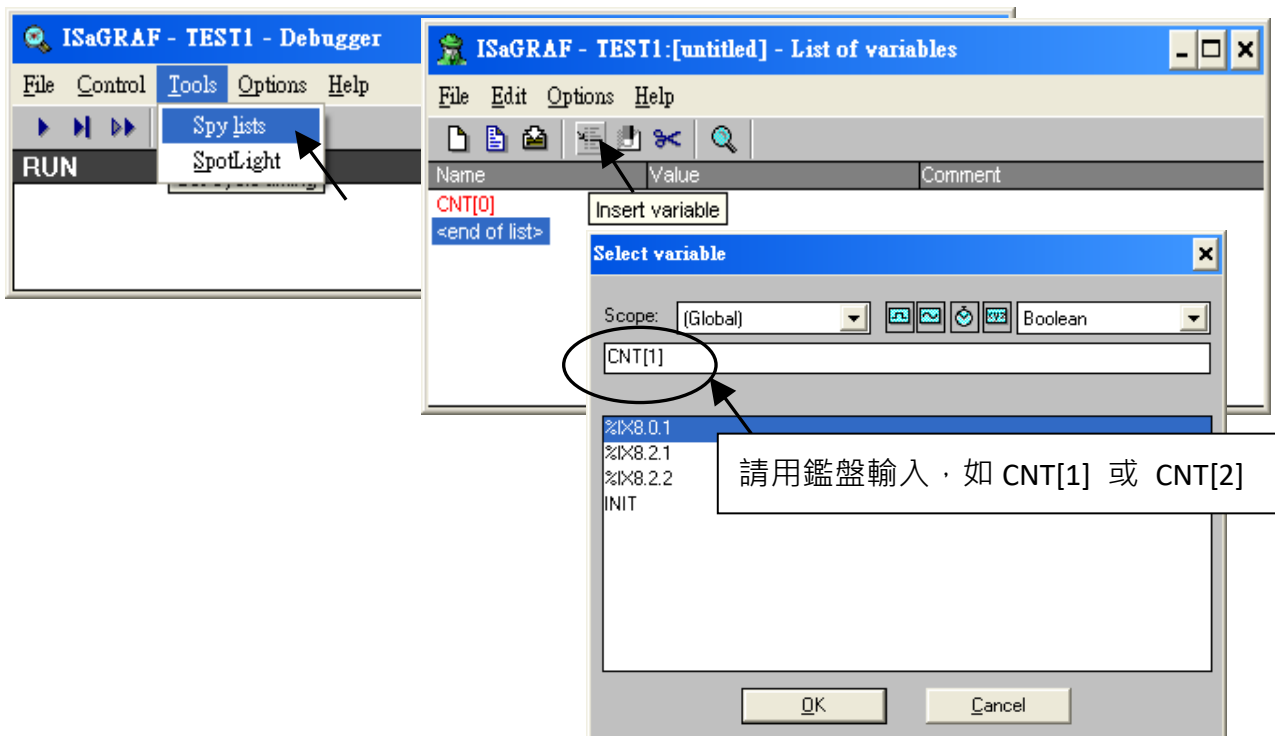 ISaGRAF - TEST1 - Debugger
File Control Tools Options Help
Spy lists
SpotLight
RUN
ISaGRAF - TEST1:[untitled] - List of variables
File Edit Options Help
Name Value Comment
CNT[0]
<end of list>
Insert variable
Select variable
Scope: (Global) xyz Boolean
CNT[1]
%IX8.0.1
%IX8.2.1
%IX8.2.2
INIT
請用鑑盤輸入，如 CNT[1] 或 CNT[2]
OK Cancel